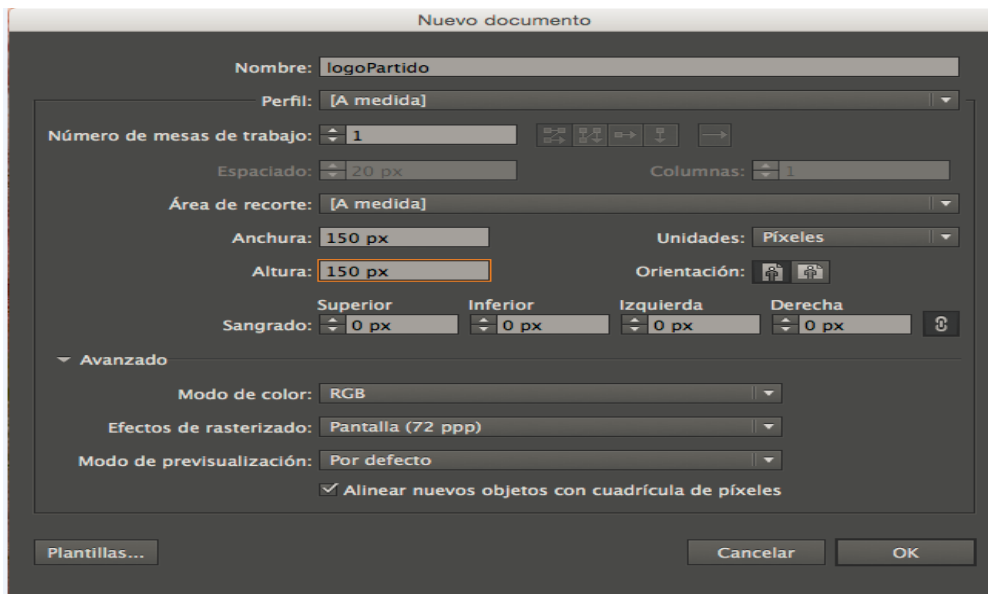 Nuevo documento
Nombre: logoPartido
Perfil: [A medida]
Número de mesas de trabajo: 1
Espaciado: 20 px Columnas: 1
Área de recorte: [A medida]
Anchura: 150 px Unidades: Píxeles
Altura: 150 px Orientación:
Superior Inferior Izquierda Derecha
Sangrado: 0 px 0 px 0 px 0 px
Avanzado
Modo de color: RGB
Efectos de rasterizado: Pantalla (72 ppp)
Modo de previsualización: Por defecto
Alinear nuevos objetos con cuadrícula de píxeles
Plantillas... Cancelar OK